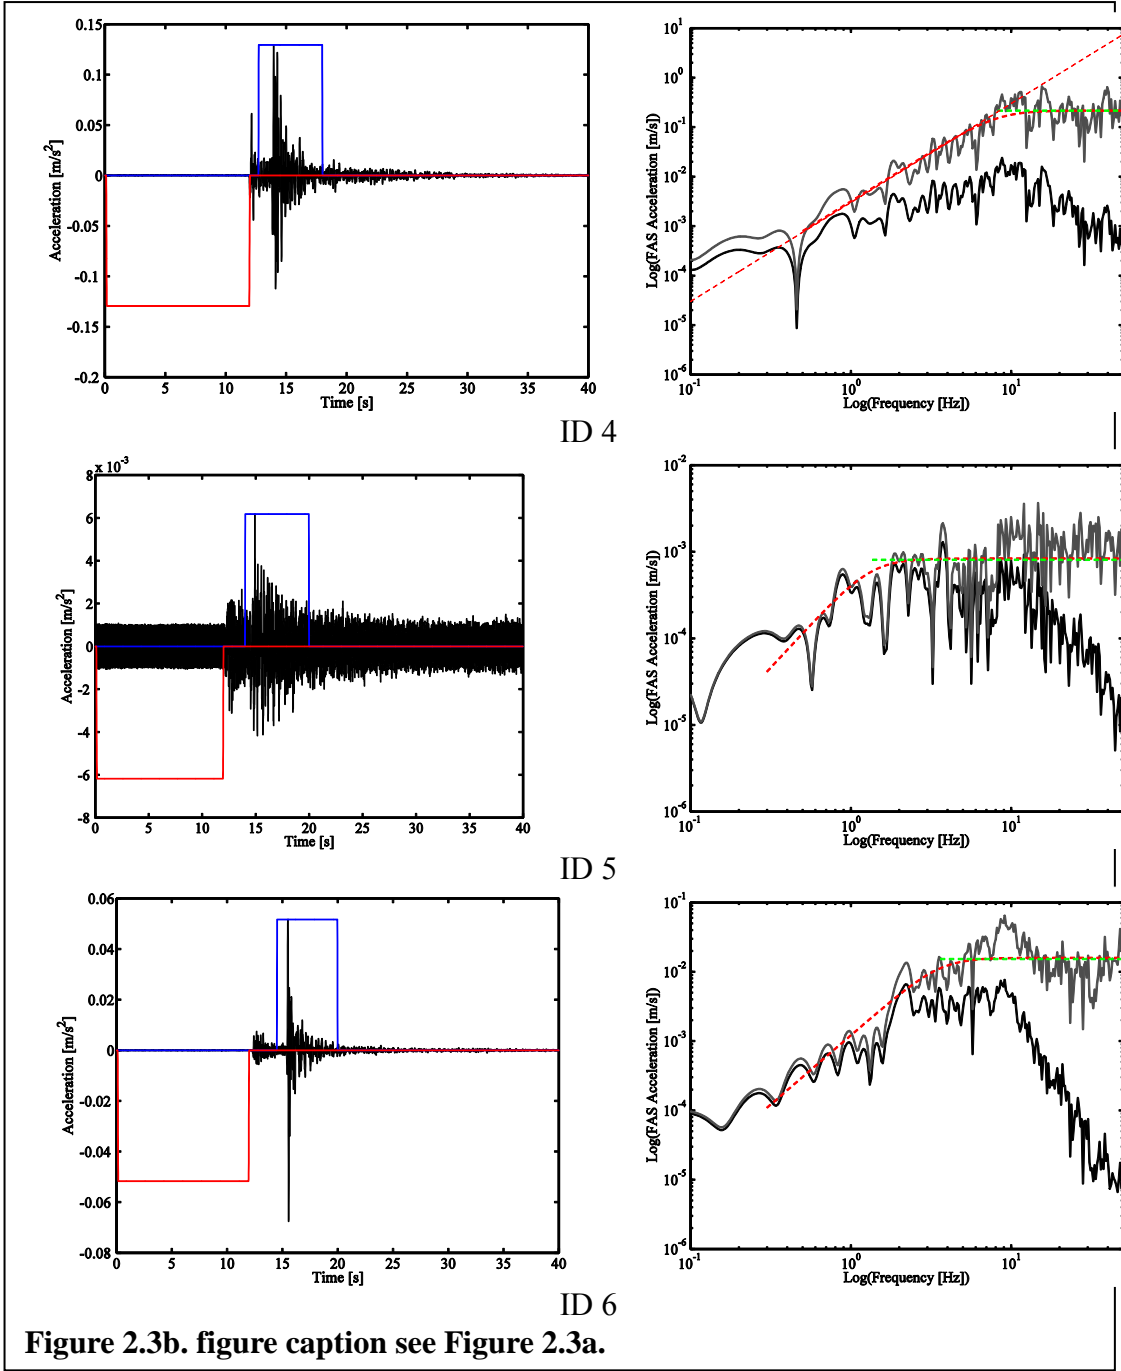 0.15
0.1
0.05
0
-0.05
-0.1
-0.15
-0.2
Acceleration [m/s²]
0 5 10 15 20 25 30 35 40
Time [s]
10¹
10⁰
10⁻¹
10⁻²
10⁻³
10⁻⁴
10⁻⁵
10⁻⁶
Log(FAS Acceleration [m/s])
10⁻¹ 10⁰ 10¹
Log(Frequency [Hz])
ID 4
x 10⁻³
8
6
4
2
0
-2
-4
-6
-8
Acceleration [m/s²]
0 5 10 15 20 25 30 35 40
Time [s]
10⁻²
10⁻³
10⁻⁴
10⁻⁵
10⁻⁶
Log(FAS Acceleration [m/s])
10⁻¹ 10⁰ 10¹
Log(Frequency [Hz])
ID 5
0.06
0.04
0.02
0
-0.02
-0.04
-0.06
-0.08
Acceleration [m/s²]
0 5 10 15 20 25 30 35 40
Time [s]
10⁻¹
10⁻²
10⁻³
10⁻⁴
10⁻⁵
10⁻⁶
Log(FAS Acceleration [m/s])
10⁻¹ 10⁰ 10¹
Log(Frequency [Hz])
ID 6
Figure 2.3b. figure caption see Figure 2.3a.